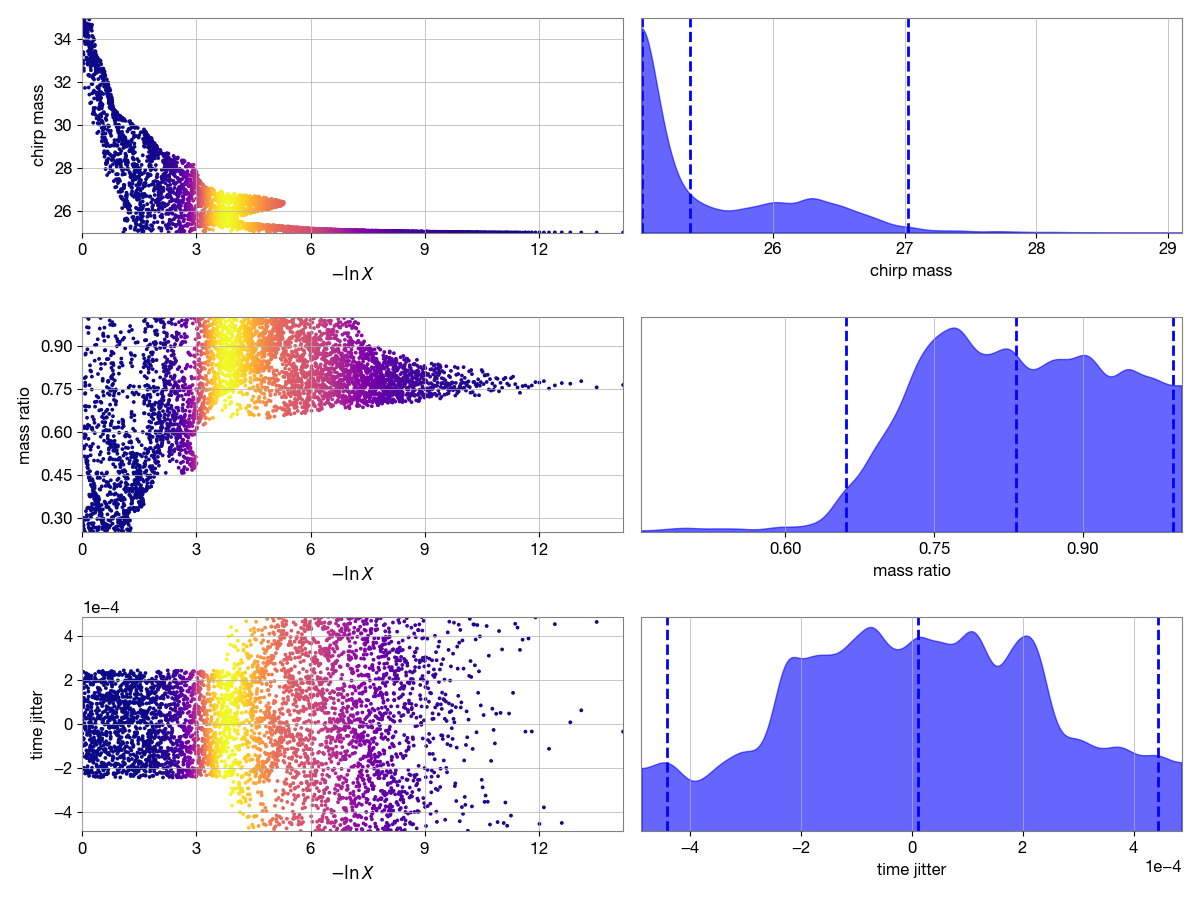 34
32
30
28
26
chirp mass
0 3 6 9 12
−ln X
26 27 28 29
chirp mass
0.90
0.75
0.60
0.45
0.30
mass ratio
0 3 6 9 12
−ln X
0.60 0.75 0.90
mass ratio
1e−4
4
2
0
−2
−4
time jitter
0 3 6 9 12
−ln X
−4 −2 0 2 4
1e−4
time jitter